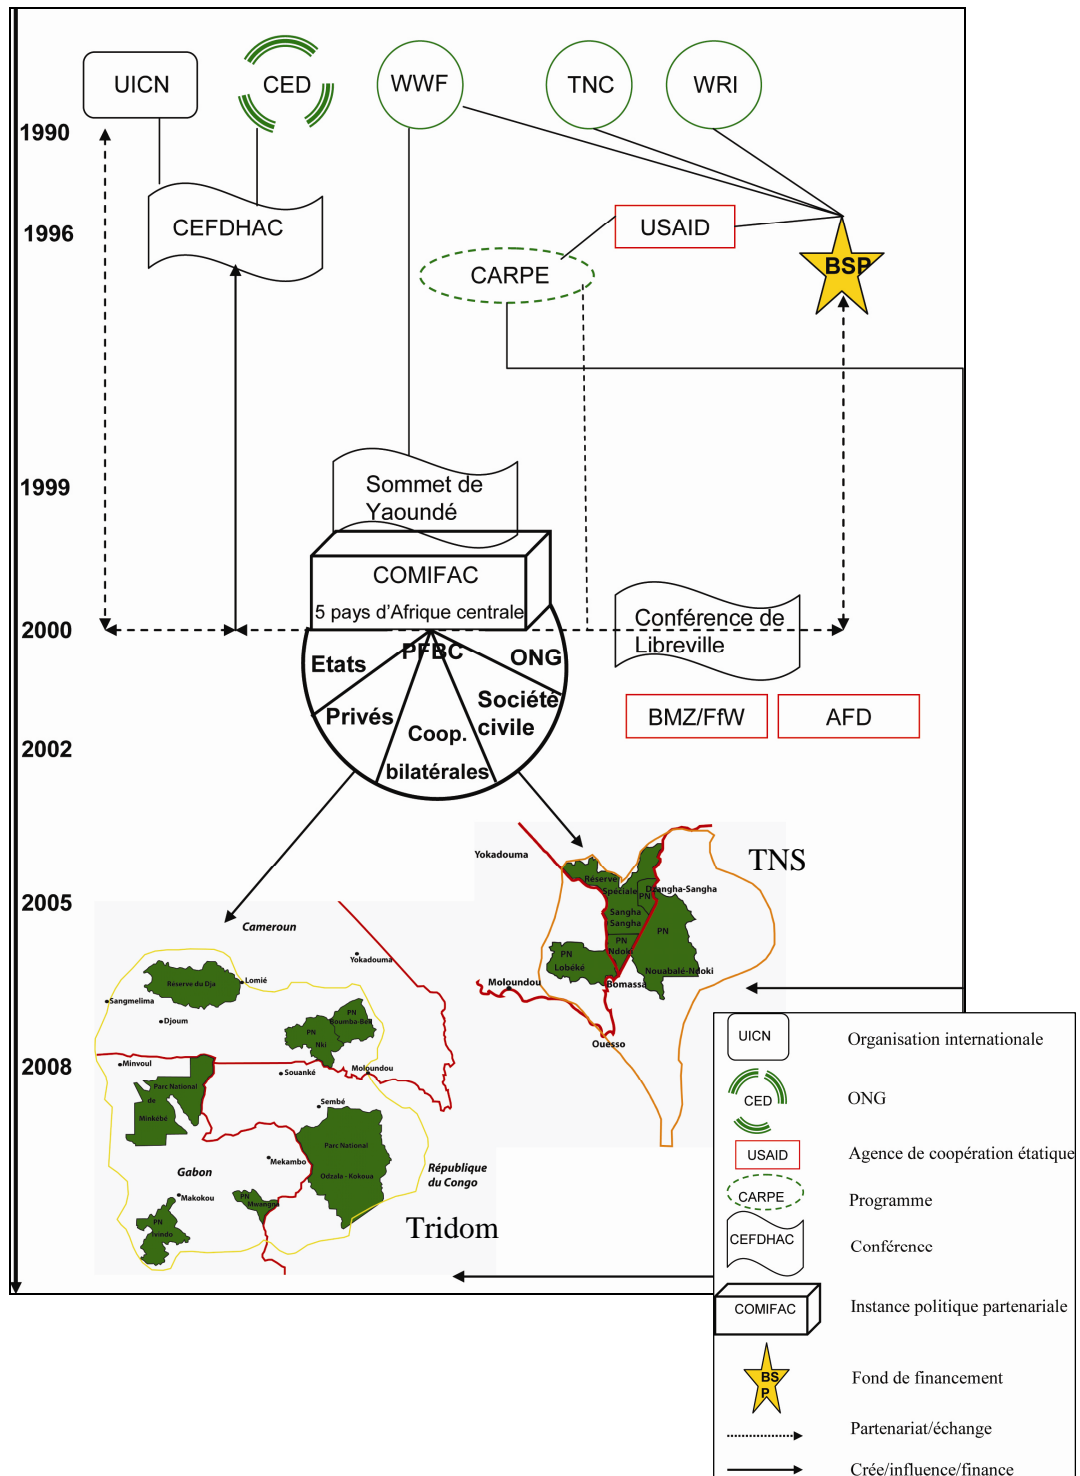 UICN
CED
WWF
TNC
WRI
1990
CEFDHAC
1996
USAID
CARPE
BSP
1999
Sommet de
Yaoundé
COMIFAC
5 pays d'Afrique centrale
2000
Conférence de
Libreville
PFBC
Etats
ONG
Privés
Société
civile
Coop.
bilatérales
BMZ/FfW
AFD
2002
TNS
Yokadouma
Réserve
Spéciale
Dzangha-Sangha
PN
Sangha
Sangha
PN
PN
Ndoki
PN
Lobéké
Nouabalé-Ndoki
Moloundou
Bomassa
Ouesso
2005
Cameroun
Yokadouma
Réserve du Dja
Lomié
Sangmelima
Djoum
PN
Boumba-Bek
PN
Nki
2008
Minvoul
Souanké
Moloundou
Parc National
de
Minkébé
Sembé
Parc National
Odzala - Kokoua
Mekambo
Gabon
République
du Congo
Makokou
PN
Mwangna
PN
Ivindo
Tridom
UICN
Organisation internationale
CED
ONG
USAID
Agence de coopération étatique
CARPE
Programme
CEFDHAC
Conférence
COMIFAC
Instance politique partenariale
BS
P
Fond de financement
Partenariat/échange
Crée/influence/finance